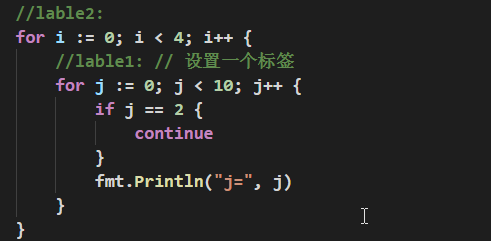 //lable2:
for i := 0; i < 4; i++ {
    //lable1: // 设置一个标签
    for j := 0; j < 10; j++ {
        if j == 2 {
            continue
        }
        fmt.Println("j=", j)
    }
}